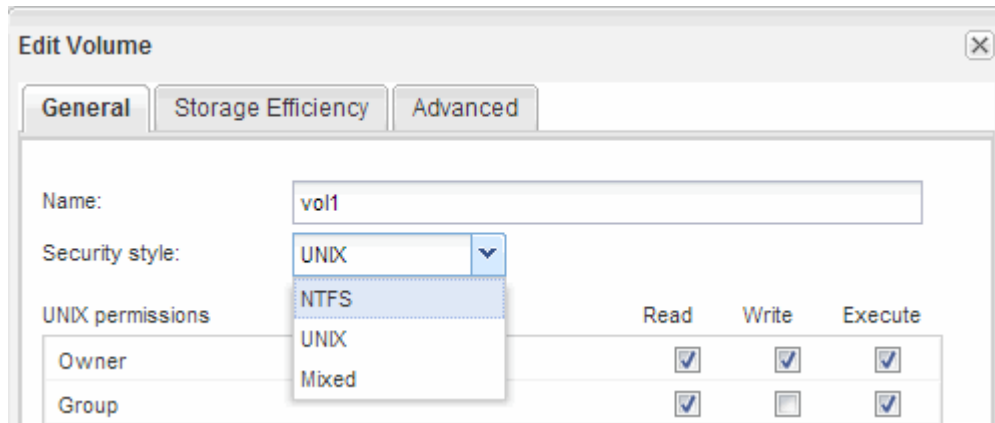 Edit Volume
General Storage Efficiency Advanced
Name: vol1
Security style: UNIX
NTFS
UNIX permissions Read Write Execute
UNIX
Owner
Mixed
Group